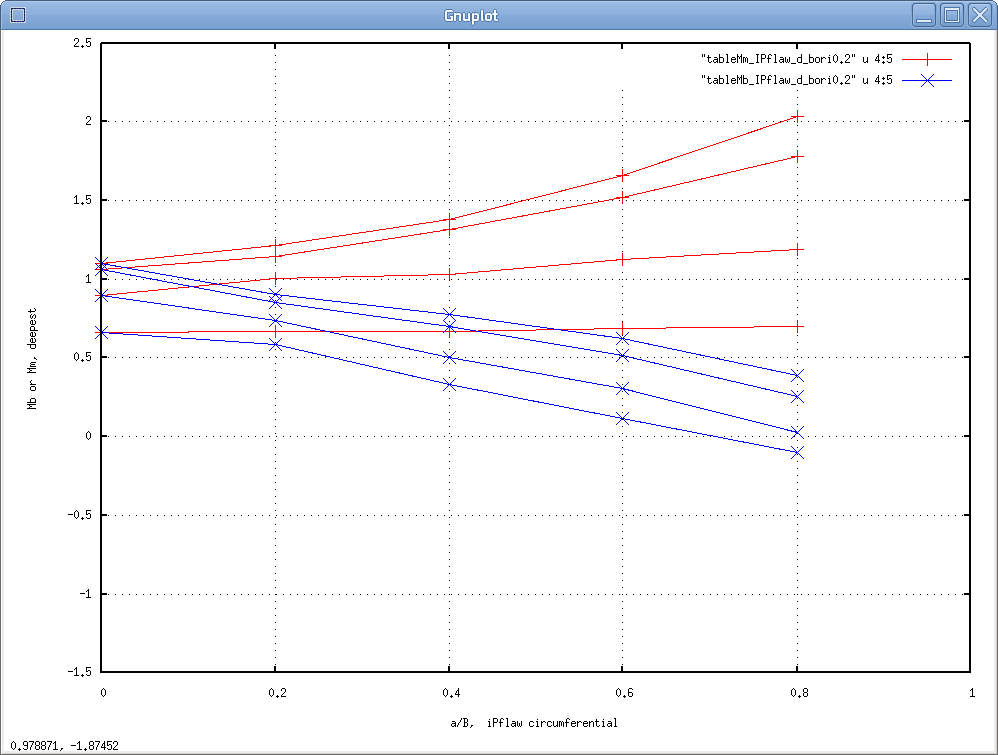 Gnuplot
"tableMm_IPflaw_d_bori0.2" u 4:5
"tableMb_IPflaw_d_bori0.2" u 4:5
2.5
2
1.5
1
0.5
0
-0.5
-1
-1.5
Mb or Mm, deepest
0 0.2 0.4 0.6 0.8 1
a/B, iPflaw circumferential
0.978871, -1.87452